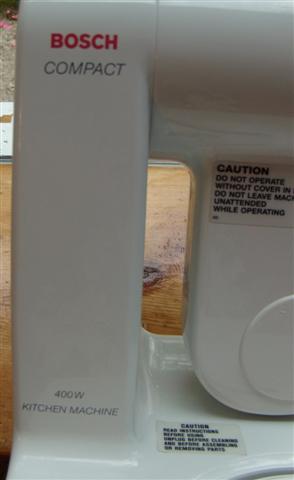 BOSCH
COMPACT
CAUTION
DO NOT OPERATE
WITHOUT COVER IN
DO NOT LEAVE MACH
UNATTENDED
WHILE OPERATING
400W
KITCHEN MACHINE
CAUTION
READ INSTRUCTIONS
BEFORE USING
UNPLUG BEFORE CLEANING
AND BEFORE ASSEMBLING
OR REMOVING PARTS